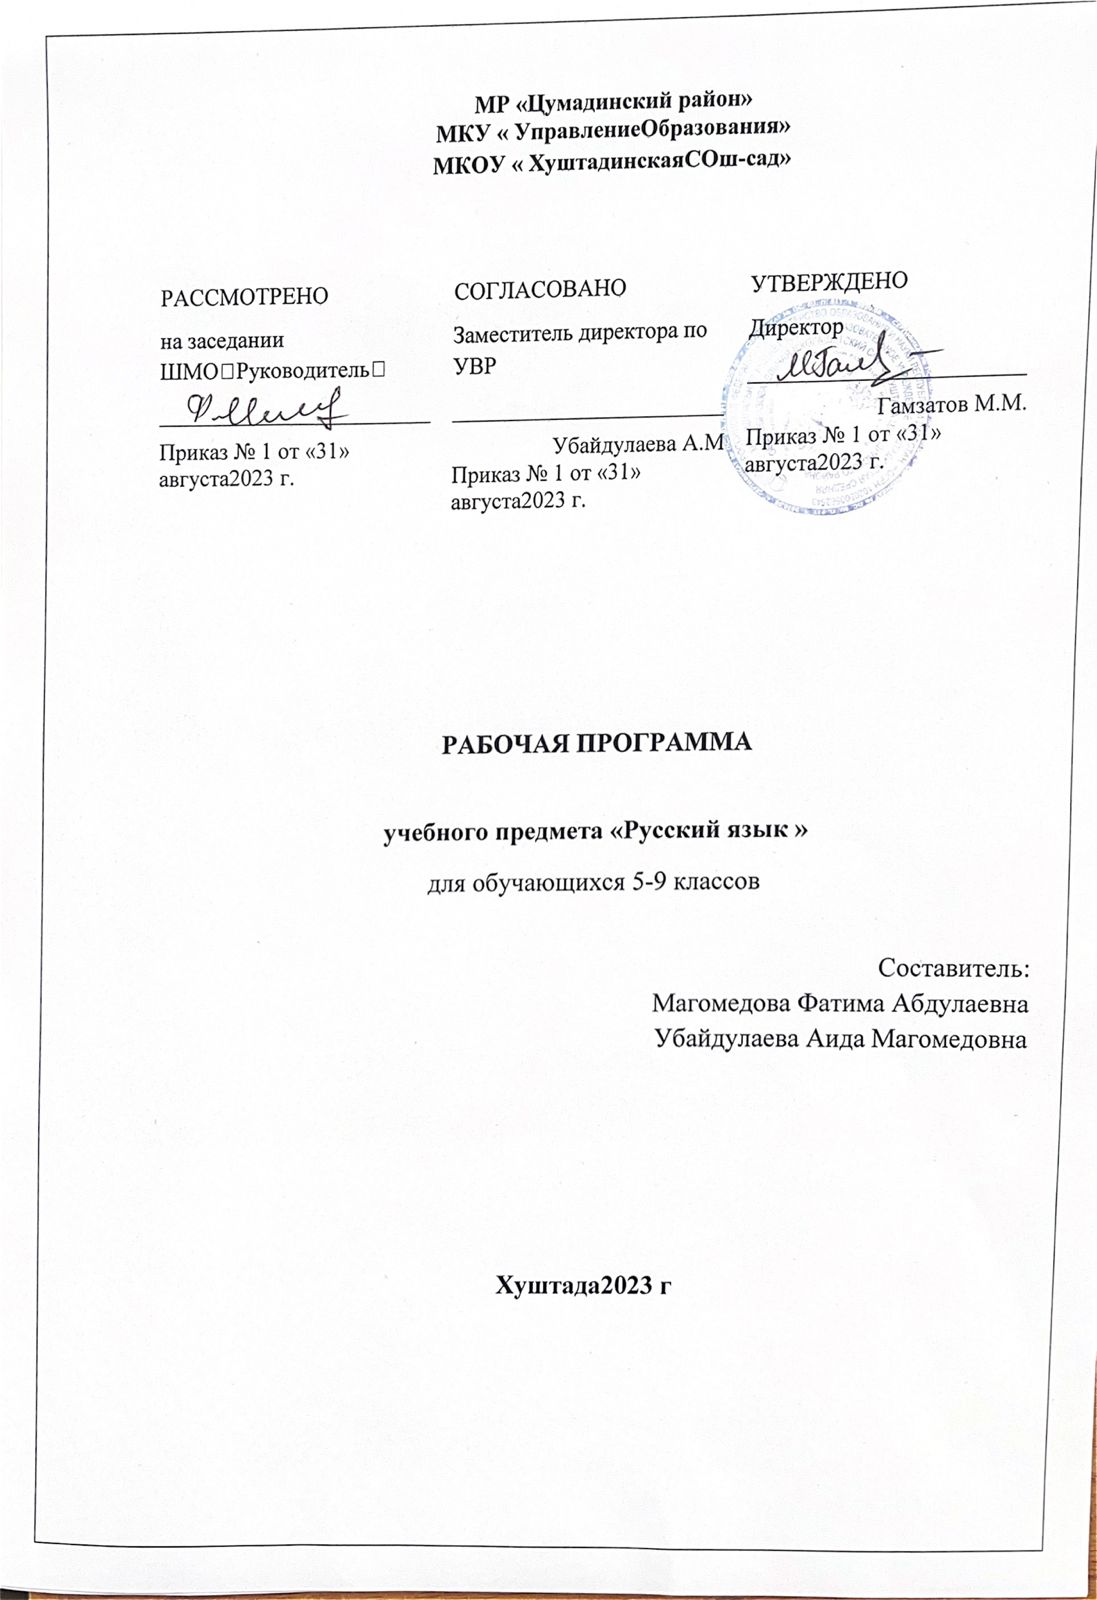 МР «Цумадинский район»
МКУ « УправлениеОбразования»
МКОУ « ХуштадинскаяСОш-сад»
РАССМОТРЕНО
на заседании
ШМО□Руководитель□
Приказ № 1 от «31»
августа2023 г.
СОГЛАСОВАНО
Заместитель директора по
УВР
Убайдулаева А.М
Приказ № 1 от «31»
августа2023 г.
УТВЕРЖДЕНО
Директор
Гамзатов М.М.
Приказ № 1 от «31»
августа2023 г.
РАБОЧАЯ ПРОГРАММА
учебного предмета «Русский язык »
для обучающихся 5-9 классов
Составитель:
Магомедова Фатима Абдулаевна
Убайдулаева Аида Магомедовна
Хуштада2023 г